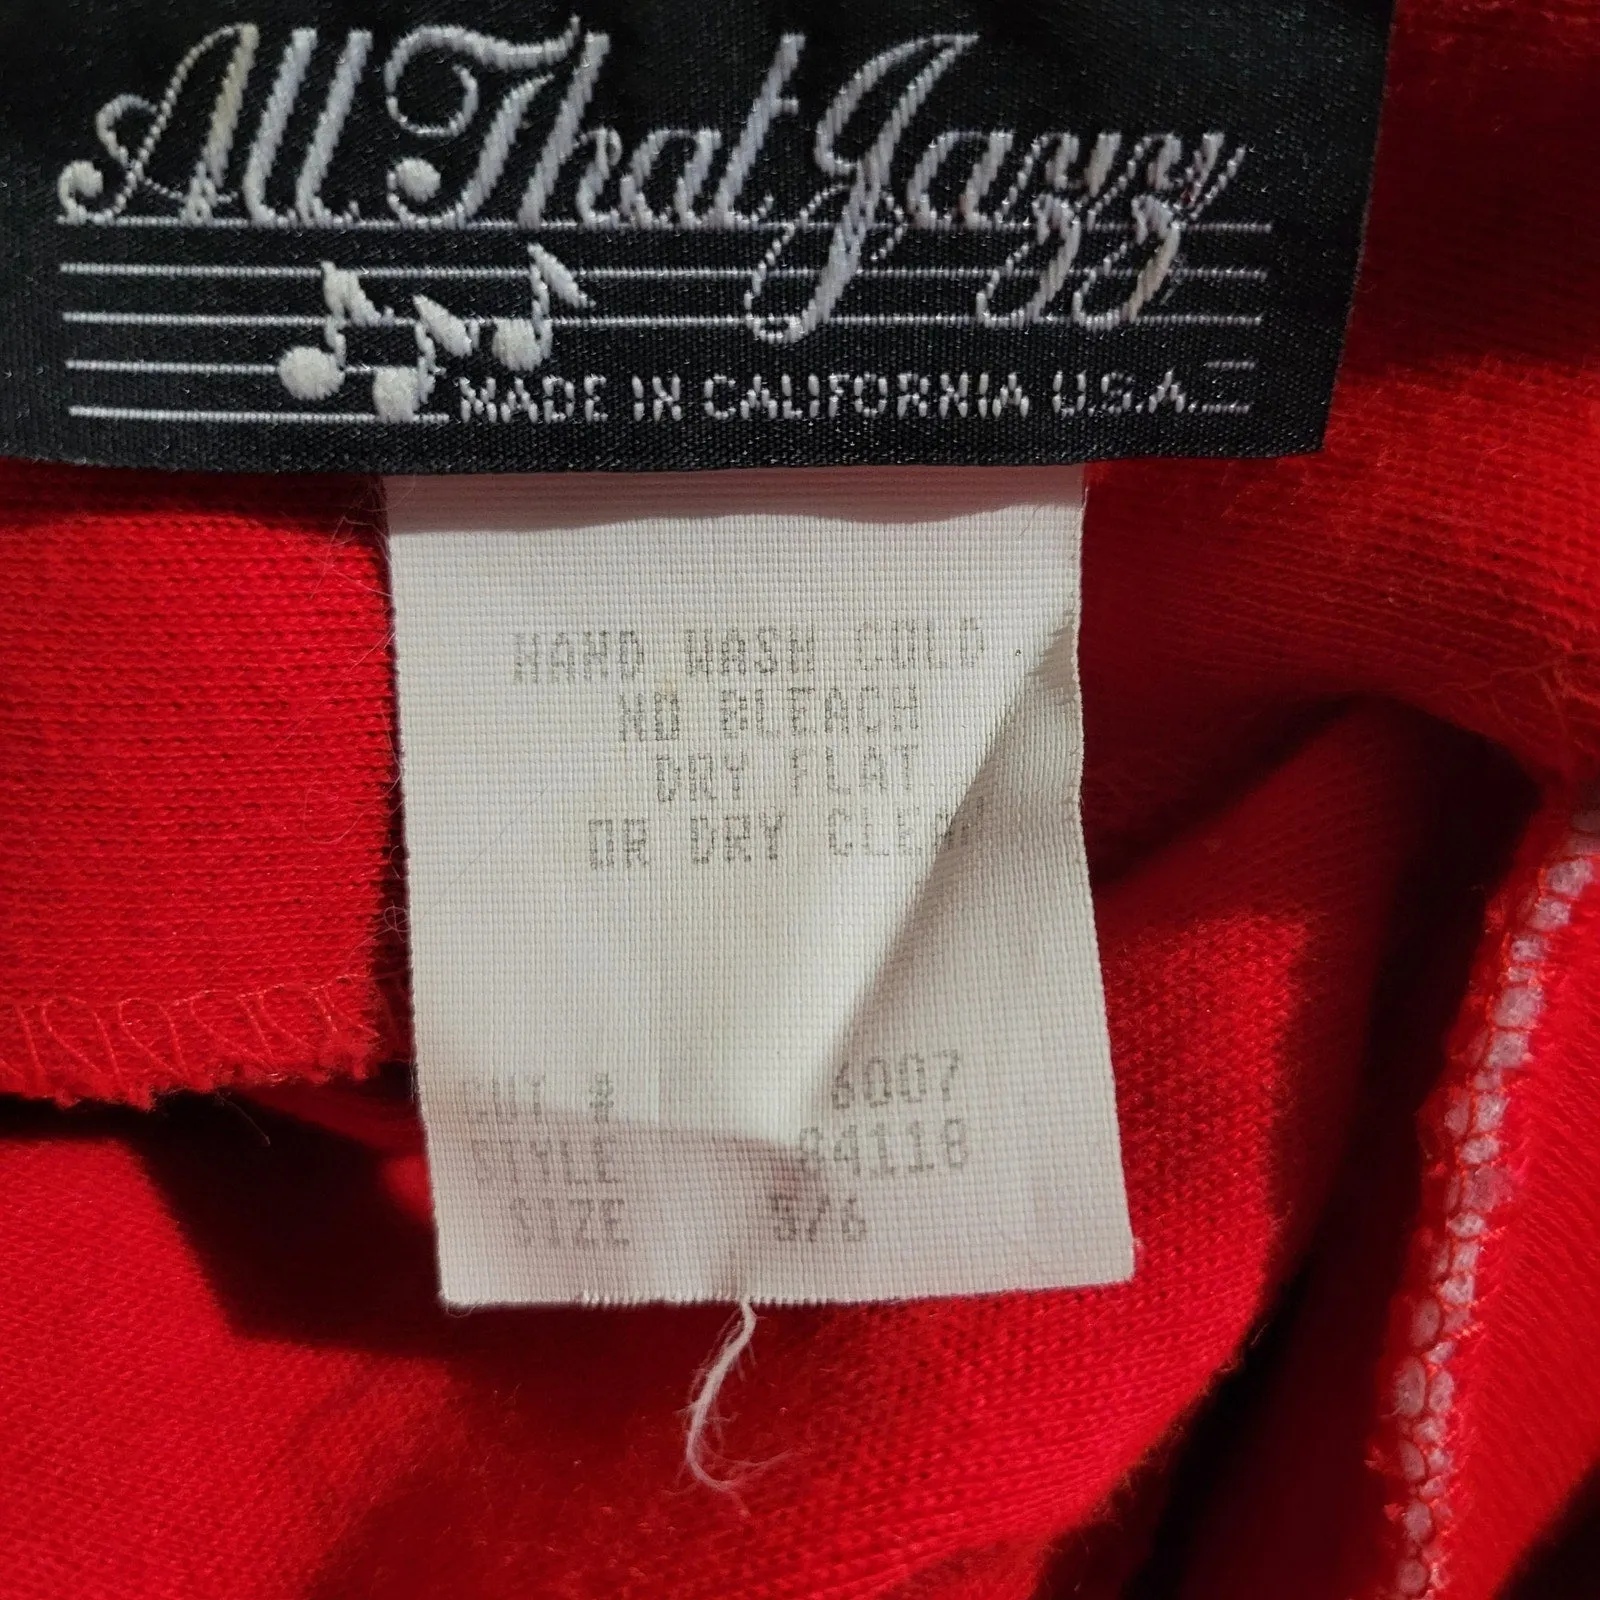 All That Jazz
MADE IN CALIFORNIA U.S.A.
HAND WASH COLD
NO BLEACH
DRY FLAT
OR DRY CLEAN
CUT # 6007
STYLE 94118
SIZE 5/6